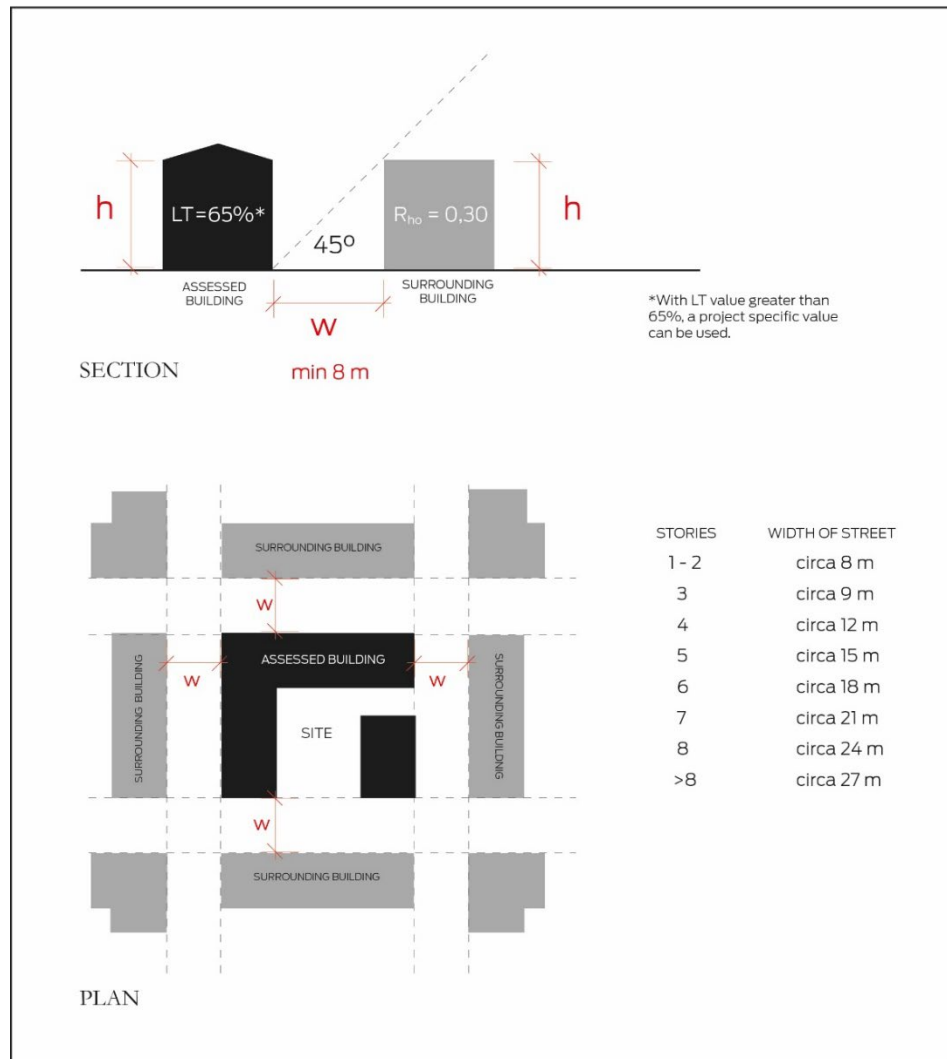 h
LT=65%*
45º
Rho = 0,30
h
ASSESSED
BUILDING
SURROUNDING
BUILDING
w
min 8 m
*With LT value greater than
65%, a project specific value
can be used.
SECTION
SURROUNDING BUILDING
w
SURROUNDING BUILDING
w
ASSESSED BUILDING
w
SURROUNDING BUILDING
SITE
w
SURROUNDING BUILDING
STORIES WIDTH OF STREET
1 - 2 circa 8 m
3 circa 9 m
4 circa 12 m
5 circa 15 m
6 circa 18 m
7 circa 21 m
8 circa 24 m
>8 circa 27 m
PLAN